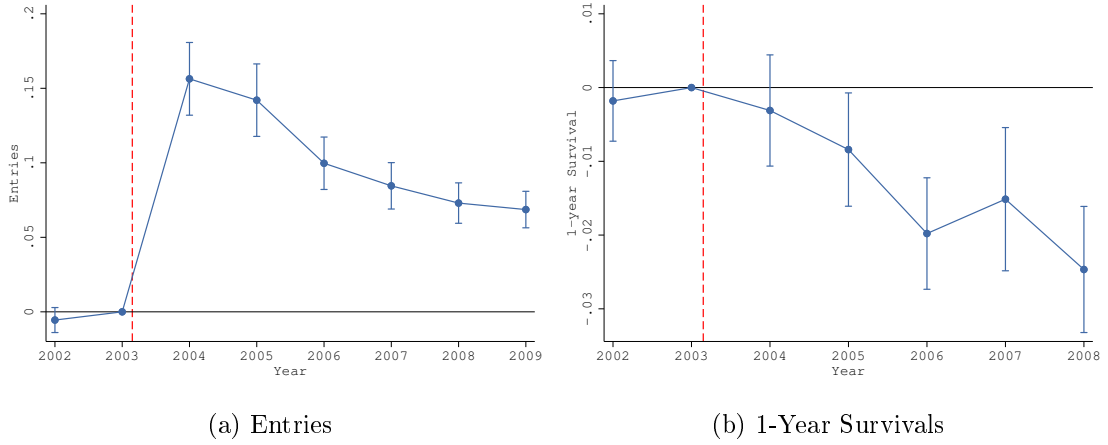 .2
.15
.1
.05
0
Entries
2002 2003 2004 2005 2006 2007 2008 2009
Year
(a) Entries
.01
0
-.01
-.02
-.03
1-year Survival
2002 2003 2004 2005 2006 2007 2008
Year
(b) 1-Year Survivals